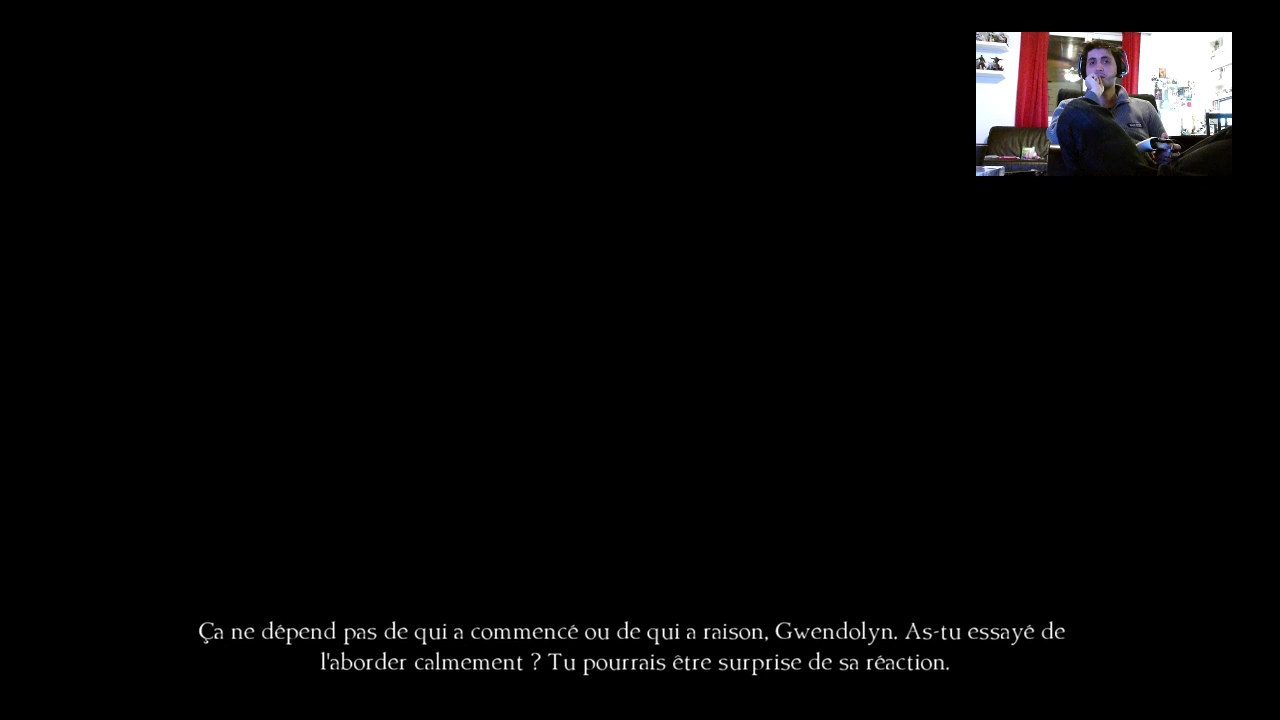 Ça ne dépend pas de qui a commencé ou de qui a raison, Gwendolyn. As-tu essayé de
l'aborder calmement ? Tu pourrais être surprise de sa réaction.